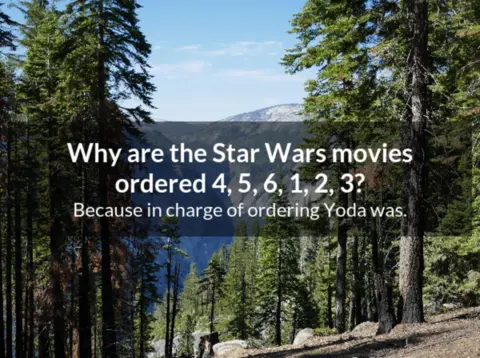 Why are the Star Wars movies
ordered 4, 5, 6, 1, 2, 3?
Because in charge of ordering Yoda was.